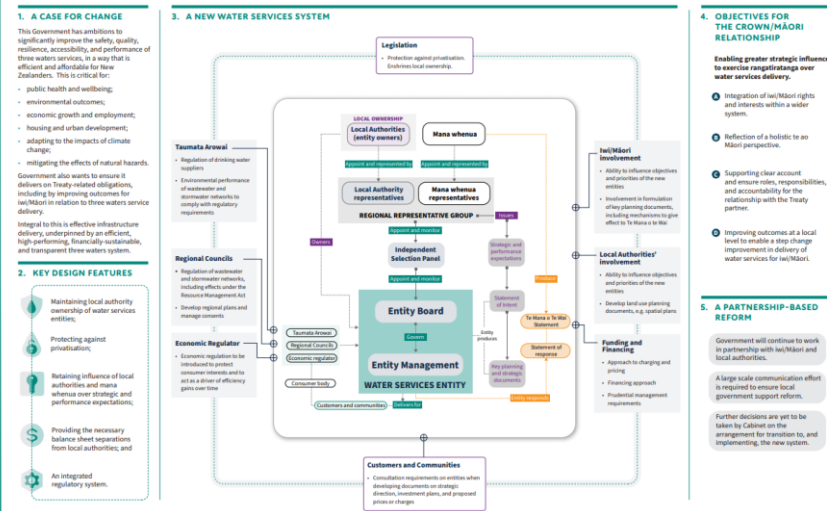 1. A CASE FOR CHANGE
This Government has ambitions to
significantly improve the safety, quality,
resilience, accessibility, and performance of
three waters services, in a way that is
efficient and affordable for New
Zealanders. This is critical for:
• public health and wellbeing;
• environmental outcomes;
• economic growth and employment;
• housing and urban development;
• adapting to the impacts of climate
change;
• mitigating the effects of natural hazards.
Government also wants to ensure it
delivers on Treaty-related obligations,
including by improving outcomes for
iwi/Māori in relation to three waters service
delivery.
Integral to this is effective infrastructure
delivery, underpinned by an efficient,
high-performing, financially-sustainable,
and transparent three waters system.
2. KEY DESIGN FEATURES
Maintaining local authority
ownership of water services
entities;
Protecting against
privatisation;
Retaining influence of local
authorities and mana
whenua over strategic and
performance expectations;
Providing the necessary
balance sheet separations
from local authorities; and
An integrated
regulatory system.
3. A NEW WATER SERVICES SYSTEM
Legislation
• Protection against privatisation.
Enshrines local ownership.
Taumata Arowai
• Regulation of drinking water
suppliers
• Environmental performance
of wastewater and
stormwater networks to
comply with regulatory
requirements
Regional Councils
• Regulation of wastewater
and stormwater networks,
including effects under the
Resource Management Act
• Develop regional plans and
manage consents
Economic Regulator
• Economic regulation to be
introduced to protect
consumer interests and to
act as a driver of efficiency
gains over time
LOCAL OWNERSHIP
Local Authorities
(entity owners)
Mana whenua
Appoint and represented by
Appoint and represented by
Local Authority
representatives
Mana whenua
representatives
REGIONAL REPRESENTATIVE GROUP
Issues
Appoint and monitor
Owners
Independent
Selection Panel
Strategic and
performance
expectations
Appoint and monitor
Produce
Entity Board
Statement
of intent
Te Mana o Te Wai
Statement
Taumata Arowai
Regional Councils
Economic regulator
Govern
Entity
produces
Statement of
response
Entity Management
Key planning
and strategic
documents
Consumer body
WATER SERVICES ENTITY
Customers and communities
Delivers for
Entity responds
Iwi/Māori
involvement
• Ability to influence objectives
and priorities of the new
entities
• Involvement in formulation
of key planning documents,
including mechanisms to give
effect to Te Mana o te Wai
Local Authorities'
involvement
• Ability to influence objectives
and priorities of the new
entities
• Develop land use planning
documents, e.g. spatial plans
Funding and
Financing
• Approach to charging and
pricing
• Financing approach
• Prudential management
requirements
Customers and Communities
• Consultation requirements on entities when
developing documents on strategic
direction, investment plans, and proposed
prices or charges
4. OBJECTIVES FOR
THE CROWN/MĀORI
RELATIONSHIP
Enabling greater strategic influence
to exercise rangatiratanga over
water services delivery.
A Integration of iwi/Māori rights
and interests within a wider
system.
B Reflection of a holistic te ao
Māori perspective.
C Supporting clear account
and ensure roles, responsibilities,
and accountability for the
relationship with the Treaty
partner.
D Improving outcomes at a local
level to enable a step change
improvement in delivery of
water services for iwi/Māori.
5. A PARTNERSHIP-BASED
REFORM
Government will continue to work
in partnership with iwi/Māori and
local authorities.
A large scale communication effort
is required to ensure local
government support reform.
Further decisions are yet to be
taken by Cabinet on the
arrangement for transition to, and
implementing, the new system.